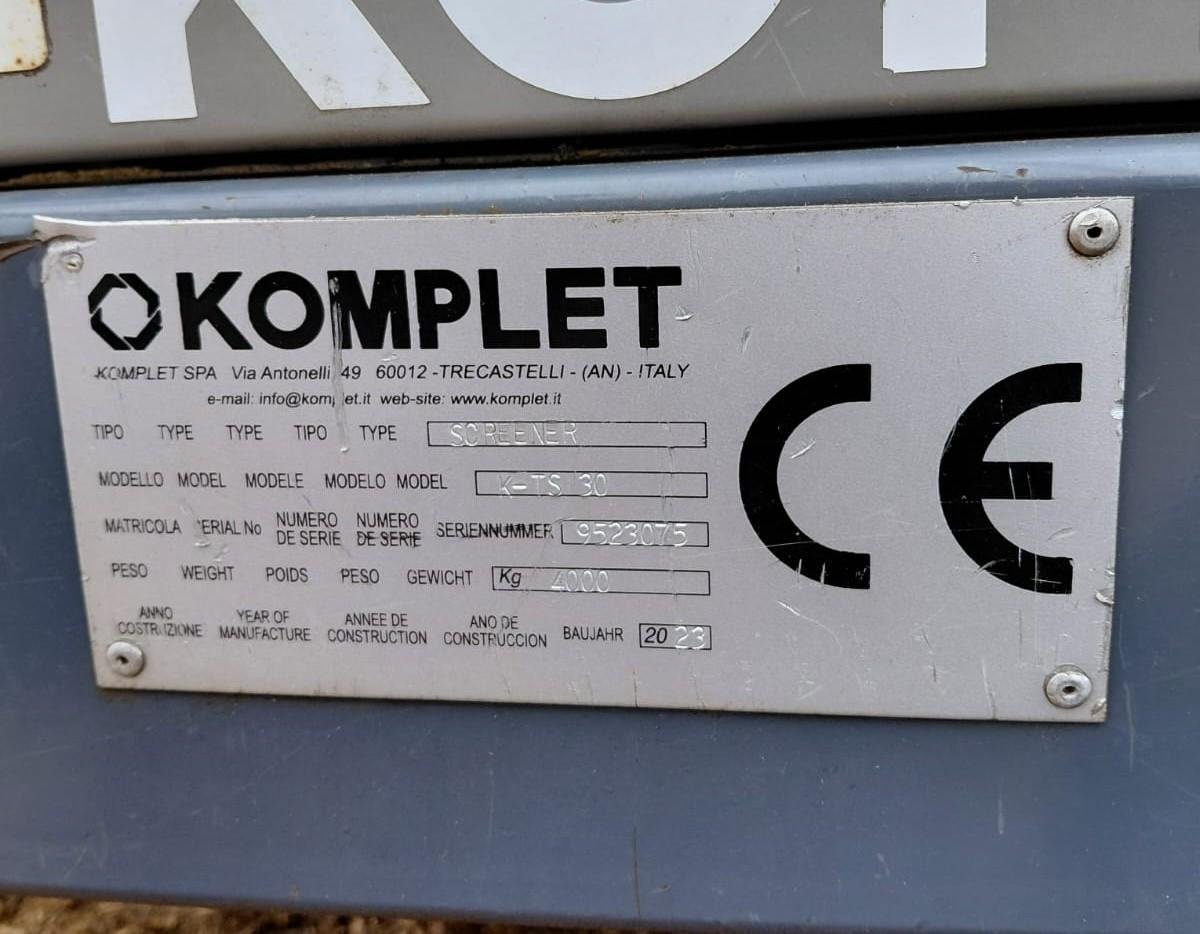 KOMPLET
KOMPLET SPA Via Antonelli 49 60012 -TRECASTELLI - (AN) - ITALY
e-mail: info@komplet.it web-site: www.komplet.it
TIPO TYPE TYPE TIPO TYPE SCREENER
MODELLO MODEL MODELE MODELO MODEL K-TS 30
MATRICOLA SERIAL No NUMERO DE SERIE NUMERO DE SERIE SERIENNUMMER 9523075
PESO WEIGHT POIDS PESO GEWICHT Kg 4000
ANNO COSTRUZIONE YEAR OF MANUFACTURE ANNEE DE CONSTRUCTION ANO DE CONSTRUCCION BAUJAHR 20 23
CE